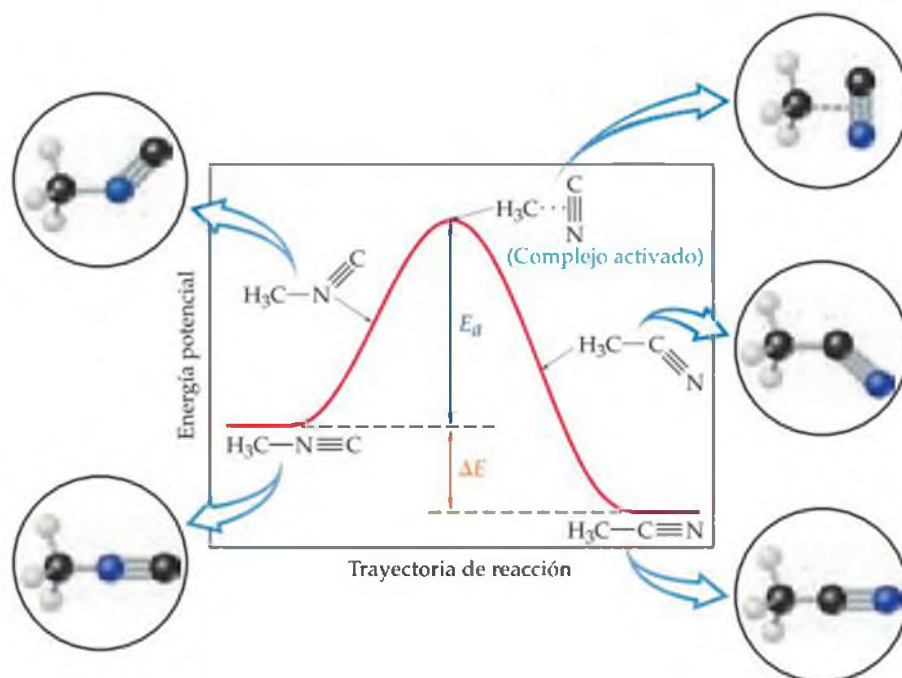 H₃C···C≡N
(Complejo activado)
H₃C—N≡C
Eₐ
H₃C—C≡N
Energía potencial
H₃C—N≡C
ΔE
H₃C—C≡N
Trayectoria de reacción